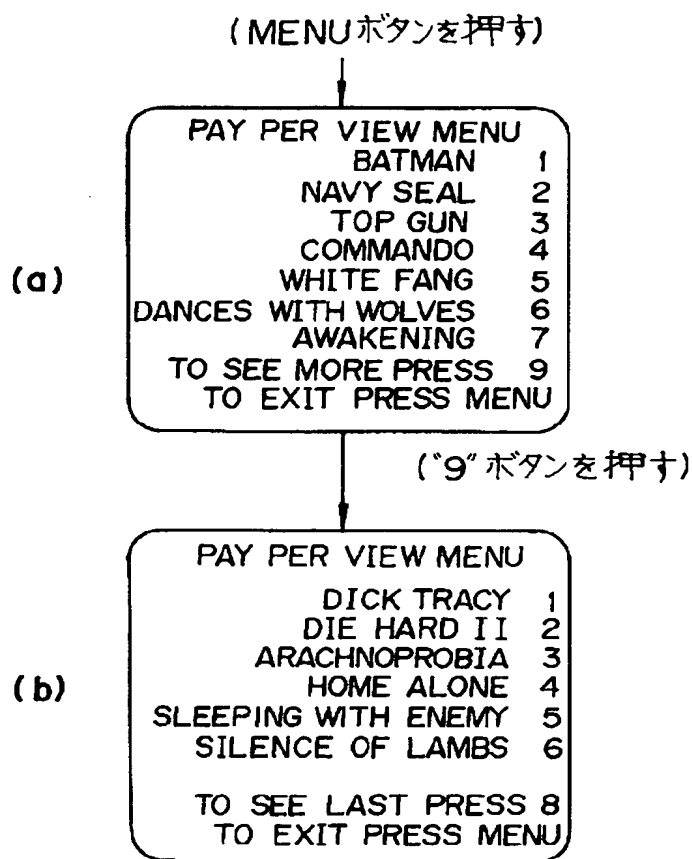 (MENUボタンを押す)
PAY PER VIEW MENU
BATMAN 1
NAVY SEAL 2
TOP GUN 3
COMMANDO 4
(a)
WHITE FANG 5
DANCES WITH WOLVES 6
AWAKENING 7
TO SEE MORE PRESS 9
TO EXIT PRESS MENU
("9"ボタンを押す)
PAY PER VIEW MENU
DICK TRACY 1
DIE HARD II 2
ARACHNOPROBIA 3
HOME ALONE 4
(b)
SLEEPING WITH ENEMY 5
SILENCE OF LAMBS 6
TO SEE LAST PRESS 8
TO EXIT PRESS MENU